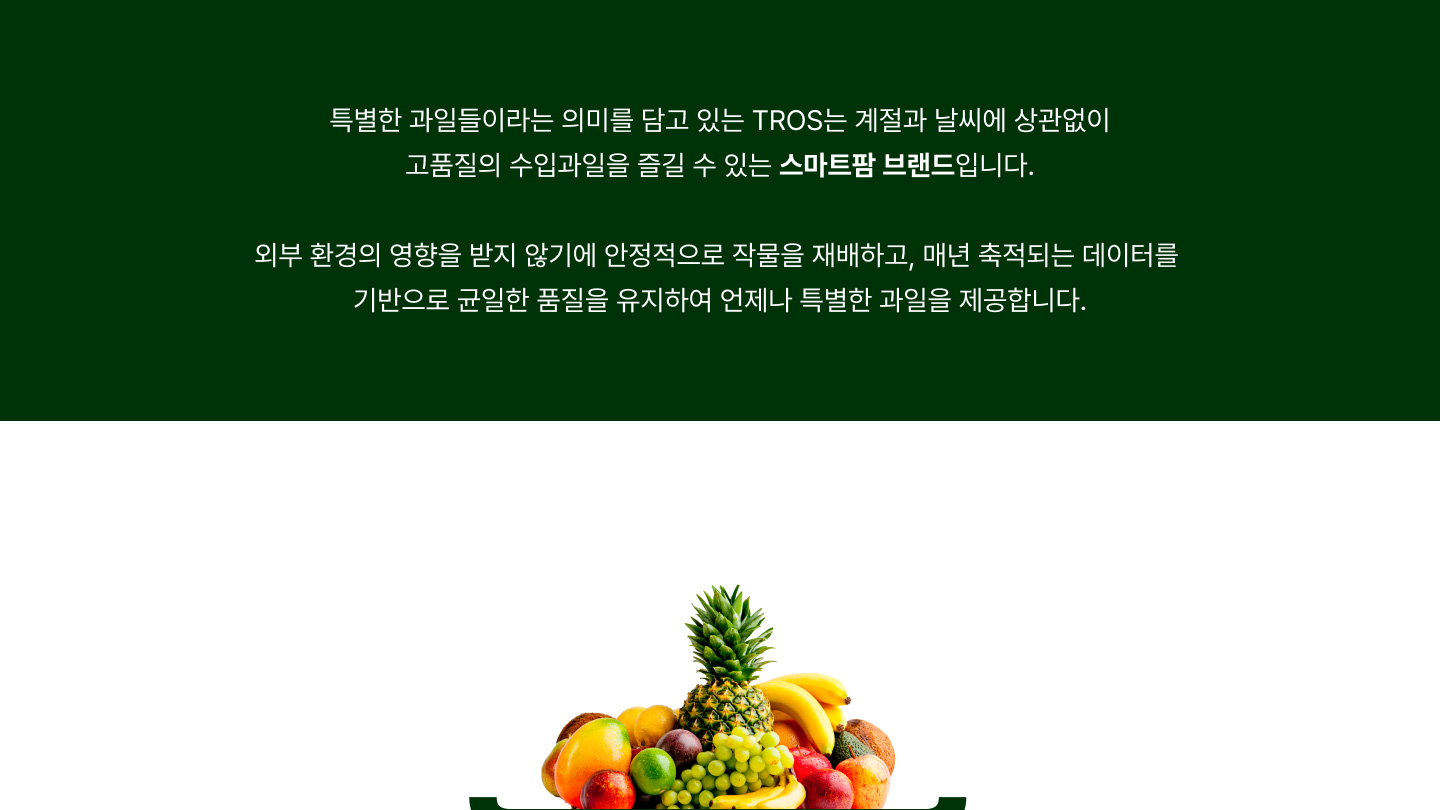 특별한 과일들이라는 의미를 담고 있는 TROS는 계절과 날씨에 상관없이
고품질의 수입과일을 즐길 수 있는 스마트팜 브랜드입니다.
외부 환경의 영향을 받지 않기에 안정적으로 작물을 재배하고, 매년 축적되는 데이터를
기반으로 균일한 품질을 유지하여 언제나 특별한 과일을 제공합니다.